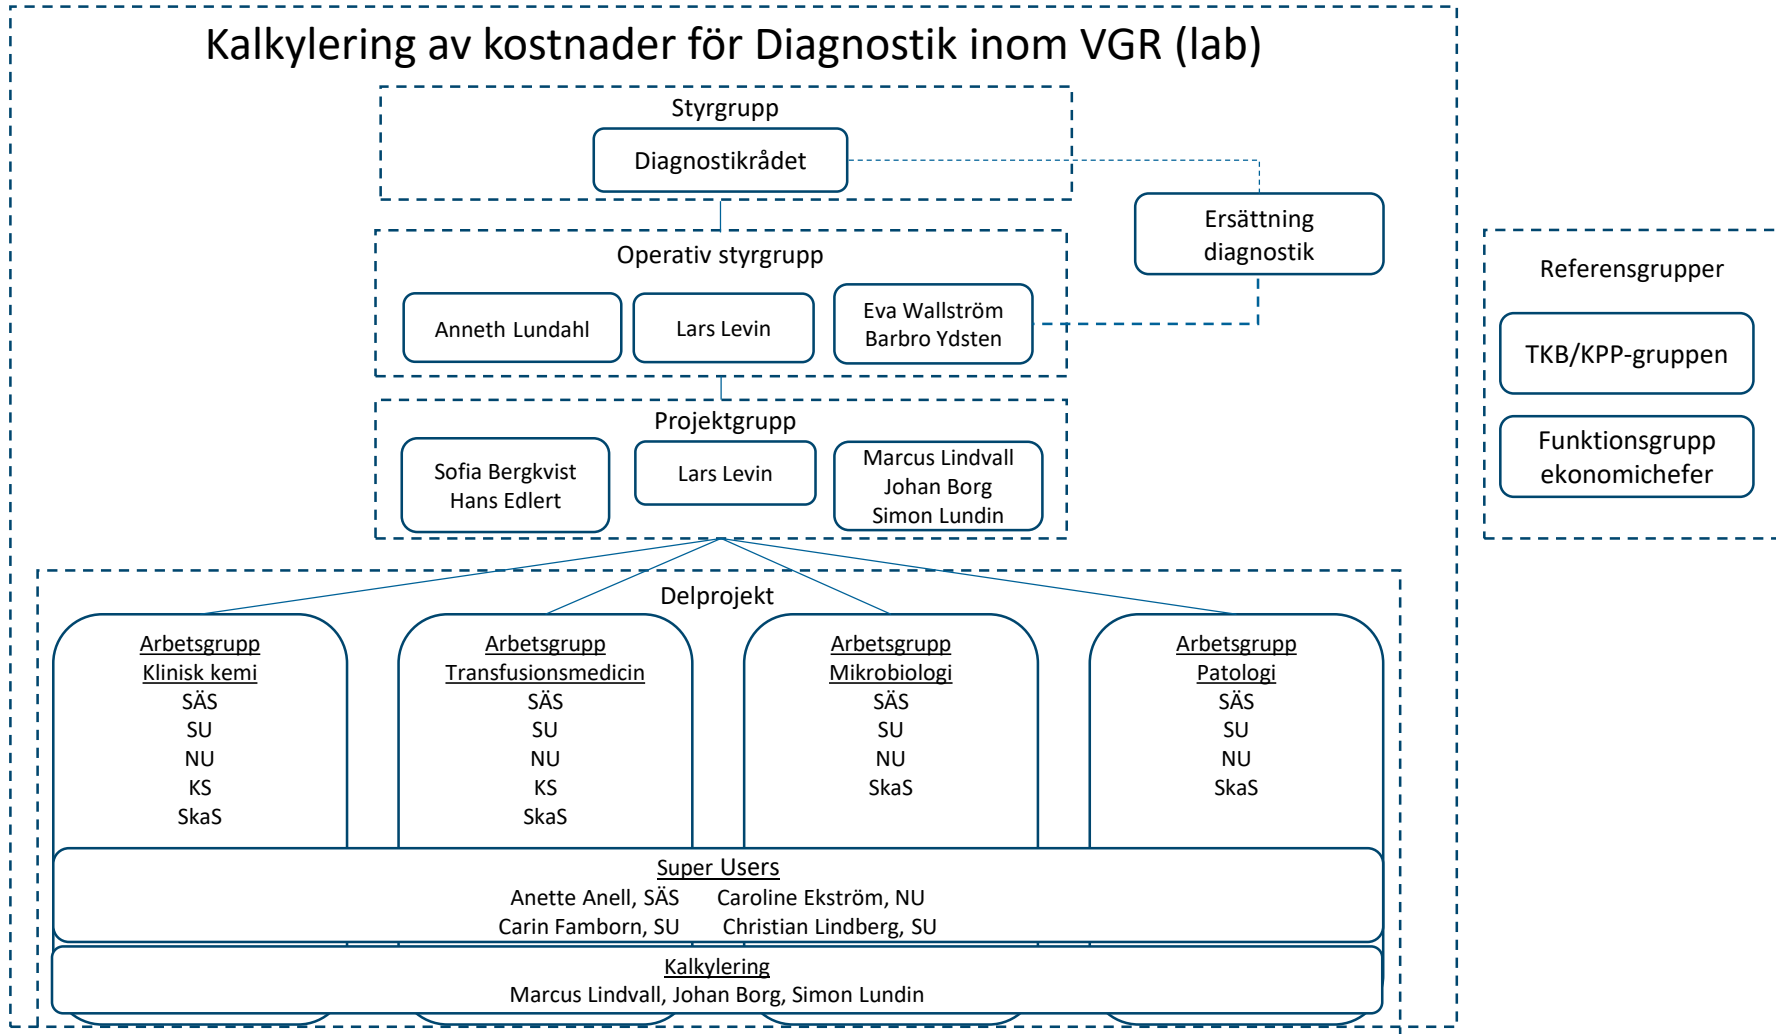 Kalkylering av kostnader för Diagnostik inom VGR (lab)
Styrgrupp
Diagnostikrådet
Ersättning
diagnostik
Operativ styrgrupp
Anneth Lundahl
Lars Levin
Eva Wallström
Barbro Ydsten
Referensgrupper
TKB/KPP-gruppen
Funktionsgrupp
ekonomichefer
Projektgrupp
Sofia Bergkvist
Hans Edlert
Lars Levin
Marcus Lindvall
Johan Borg
Simon Lundin
Delprojekt
Arbetsgrupp
Klinisk kemi
SÄS
SU
NU
KS
SkaS
Arbetsgrupp
Transfusionsmedicin
SÄS
SU
NU
KS
SkaS
Arbetsgrupp
Mikrobiologi
SÄS
SU
NU
SkaS
Arbetsgrupp
Patologi
SÄS
SU
NU
SkaS
Super Users
Anette Anell, SÄS Caroline Ekström, NU
Carin Famborn, SU Christian Lindberg, SU
Kalkylering
Marcus Lindvall, Johan Borg, Simon Lundin